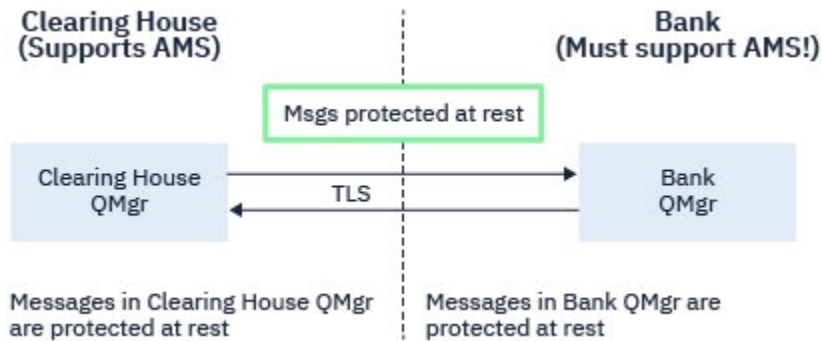 Clearing House
(Supports AMS)
Bank
(Must support AMS!)
Msgs protected at rest
Clearing House
QMgr
TLS
Bank
QMgr
Messages in Clearing House QMgr
are protected at rest
Messages in Bank QMgr are
protected at rest